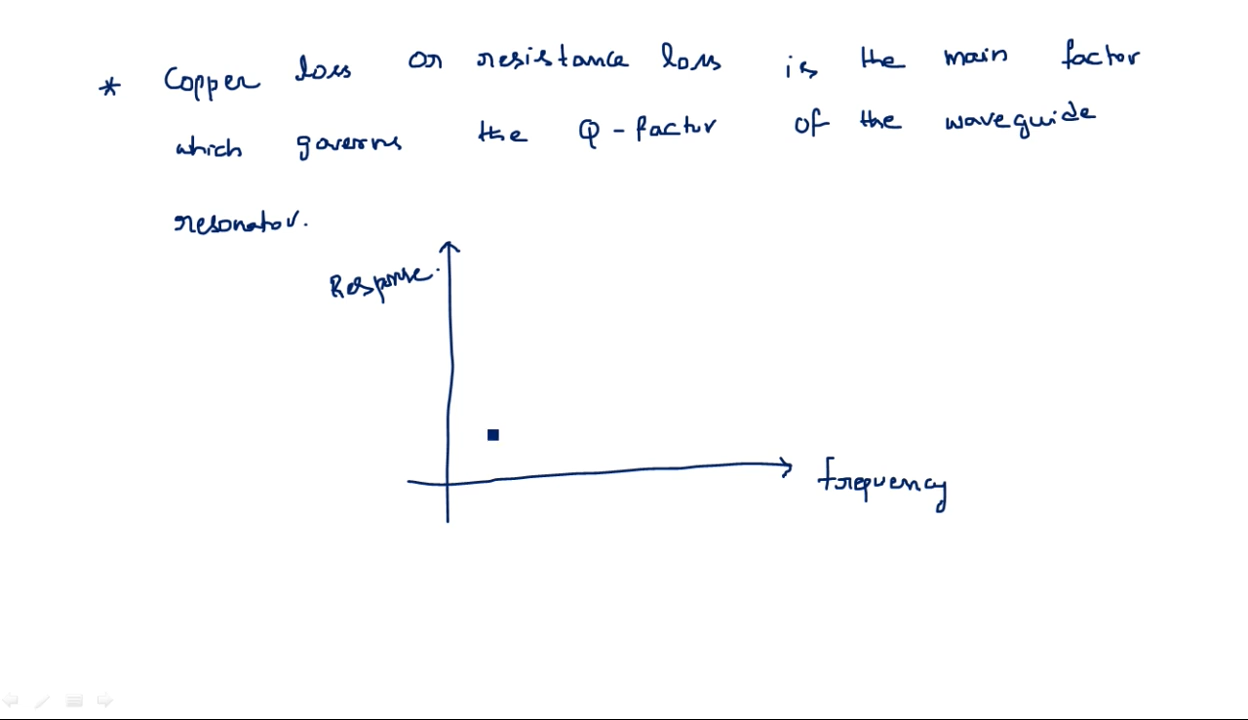 * Copper loss or resistance loss is the main factor
which governs the Q-factor of the waveguide
resonator.
Response
frequency